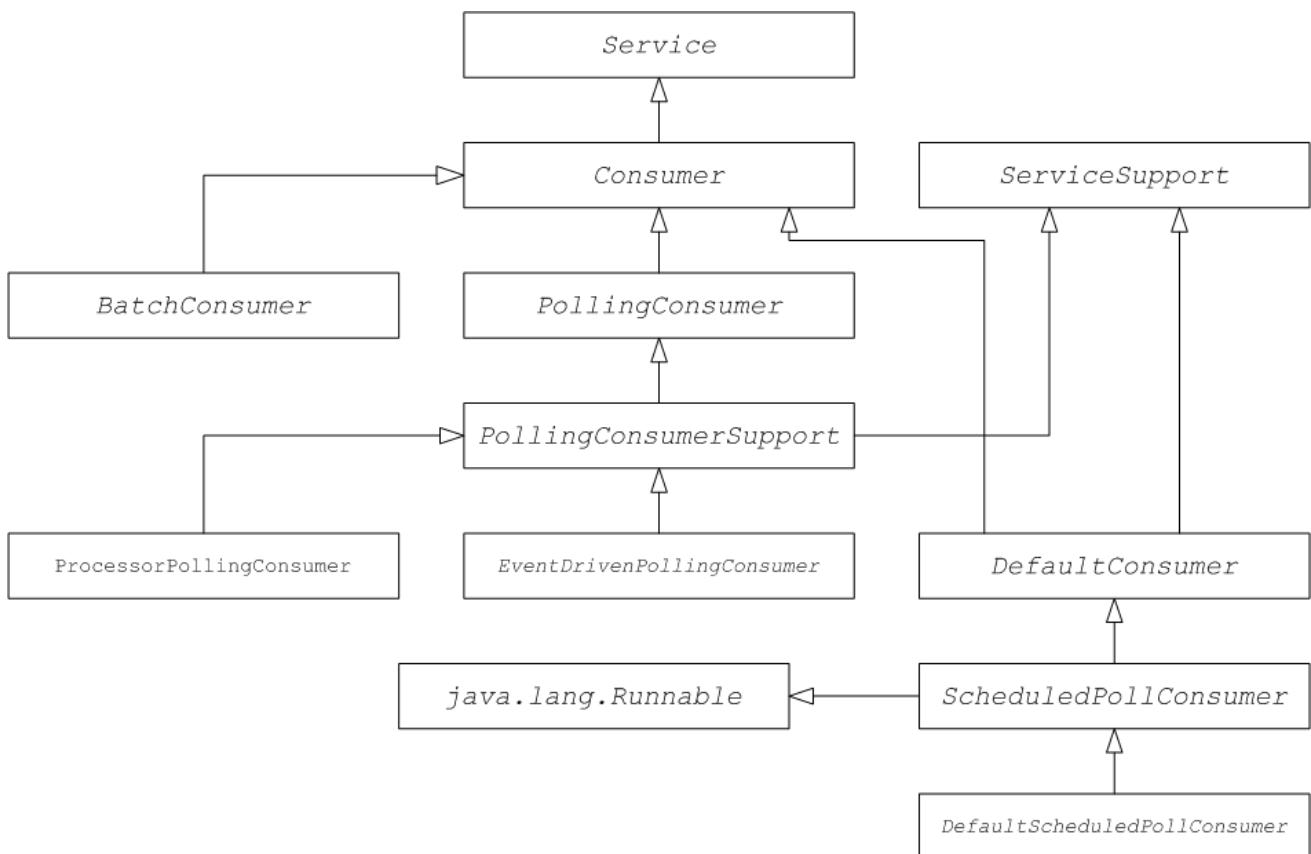 Service
Consumer
ServiceSupport
BatchConsumer
PollingConsumer
PollingConsumerSupport
ProcessorPollingConsumer
EventDrivenPollingConsumer
DefaultConsumer
java.lang.Runnable
ScheduledPollConsumer
DefaultScheduledPollConsumer